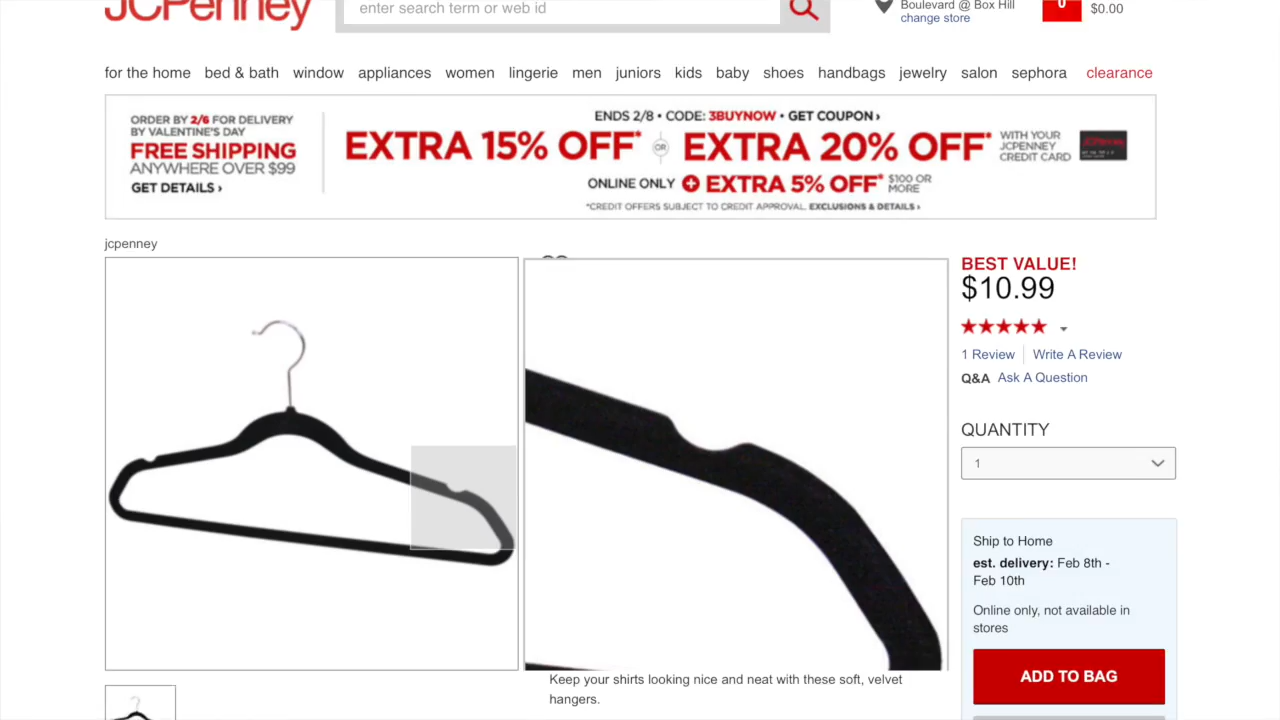 JCPenney
enter search term or web id
Boulevard @ Box Hill
change store
0
$0.00
for the home bed & bath window appliances women lingerie men juniors kids baby shoes handbags jewelry salon sephora clearance
ORDER BY 2/6 FOR DELIVERY
BY VALENTINE'S DAY
FREE SHIPPING
ANYWHERE OVER $99
GET DETAILS ›
ENDS 2/8 • CODE: 3BUYNOW • GET COUPON ›
EXTRA 15% OFF* OR EXTRA 20% OFF* WITH YOUR JCPENNEY CREDIT CARD
ONLINE ONLY + EXTRA 5% OFF* $100 OR MORE
*CREDIT OFFERS SUBJECT TO CREDIT APPROVAL. EXCLUSIONS & DETAILS ›
jcpenney
BEST VALUE!
$10.99
1 Review Write A Review
Q&A Ask A Question
QUANTITY
1
Ship to Home
est. delivery: Feb 8th -
Feb 10th
Online only, not available in
stores
ADD TO BAG
Keep your shirts looking nice and neat with these soft, velvet
hangers.